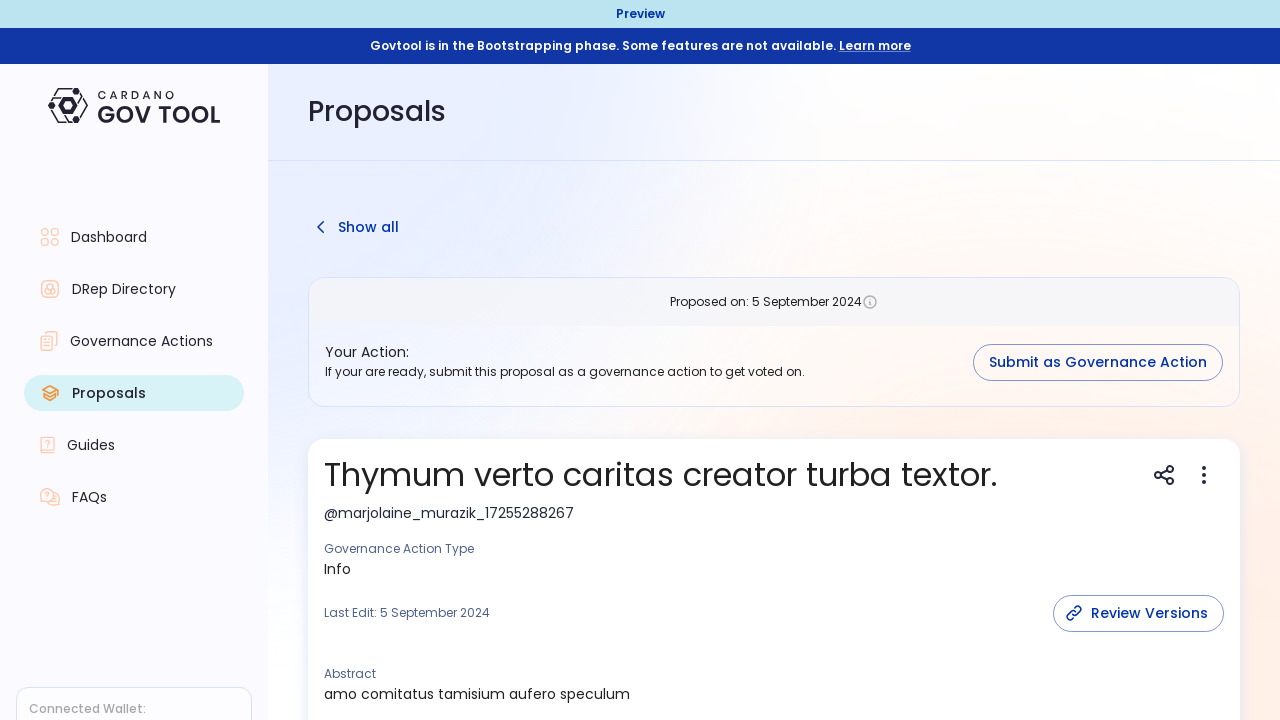 Preview
Govtool is in the Bootstrapping phase. Some features are not available. Learn more
CARDANO
GOV TOOL
Proposals
Dashboard
DRep Directory
Governance Actions
Proposals
Guides
FAQs
Connected Wallet:
Show all
Proposed on: 5 September 2024
Your Action:
If your are ready, submit this proposal as a governance action to get voted on.
Submit as Governance Action
Thymum verto caritas creator turba textor.
@marjolaine_murazik_17255288267
Governance Action Type
Info
Last Edit: 5 September 2024
Review Versions
Abstract
amo comitatus tamisium aufero speculum